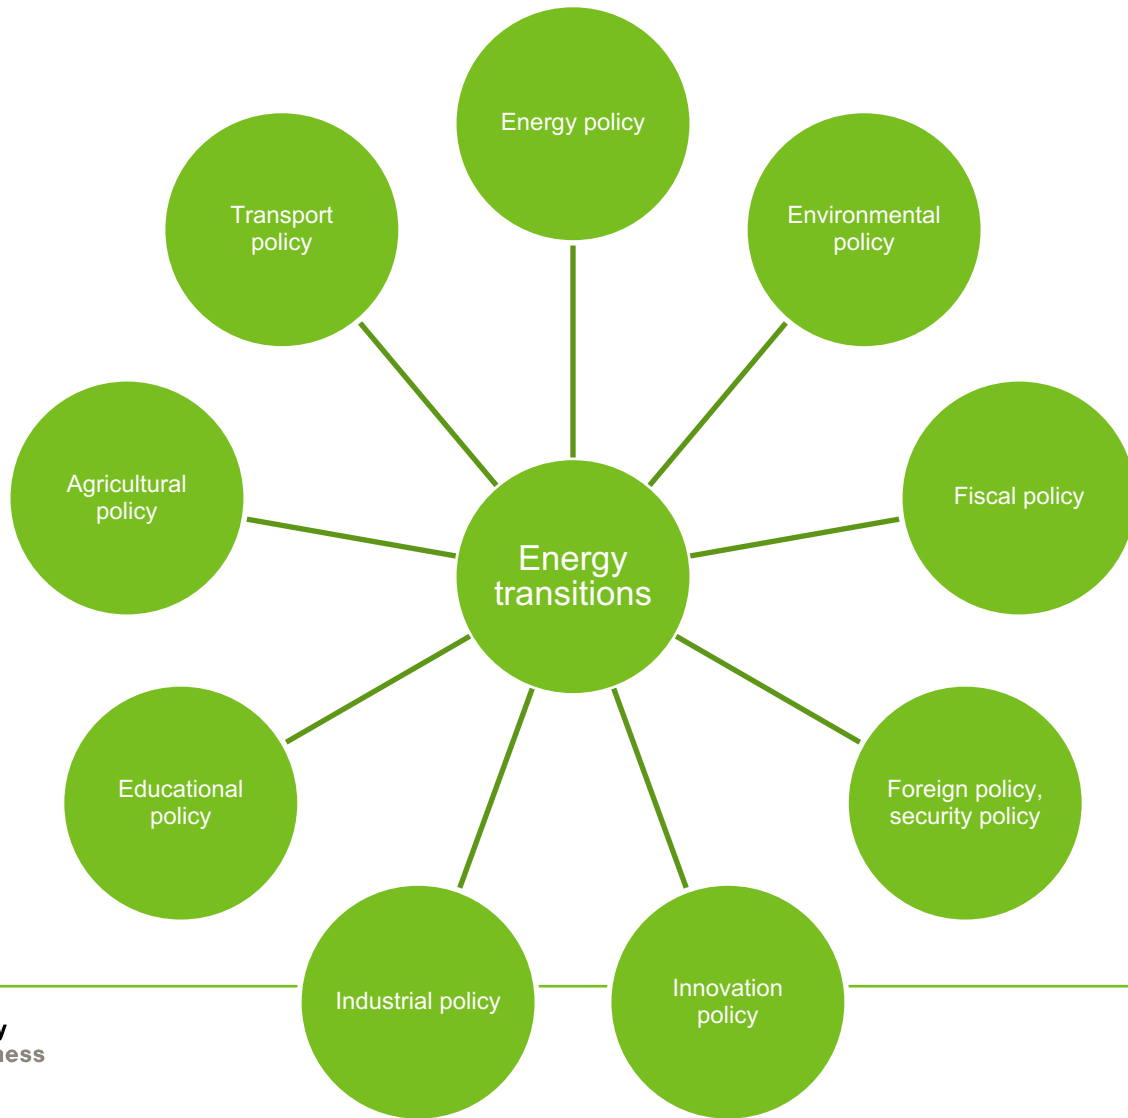 Energy policy
Transport
policy
Environmental
policy
Agricultural
policy
Fiscal policy
Energy
transitions
Educational
policy
Foreign policy,
security policy
Industrial policy
Innovation
policy